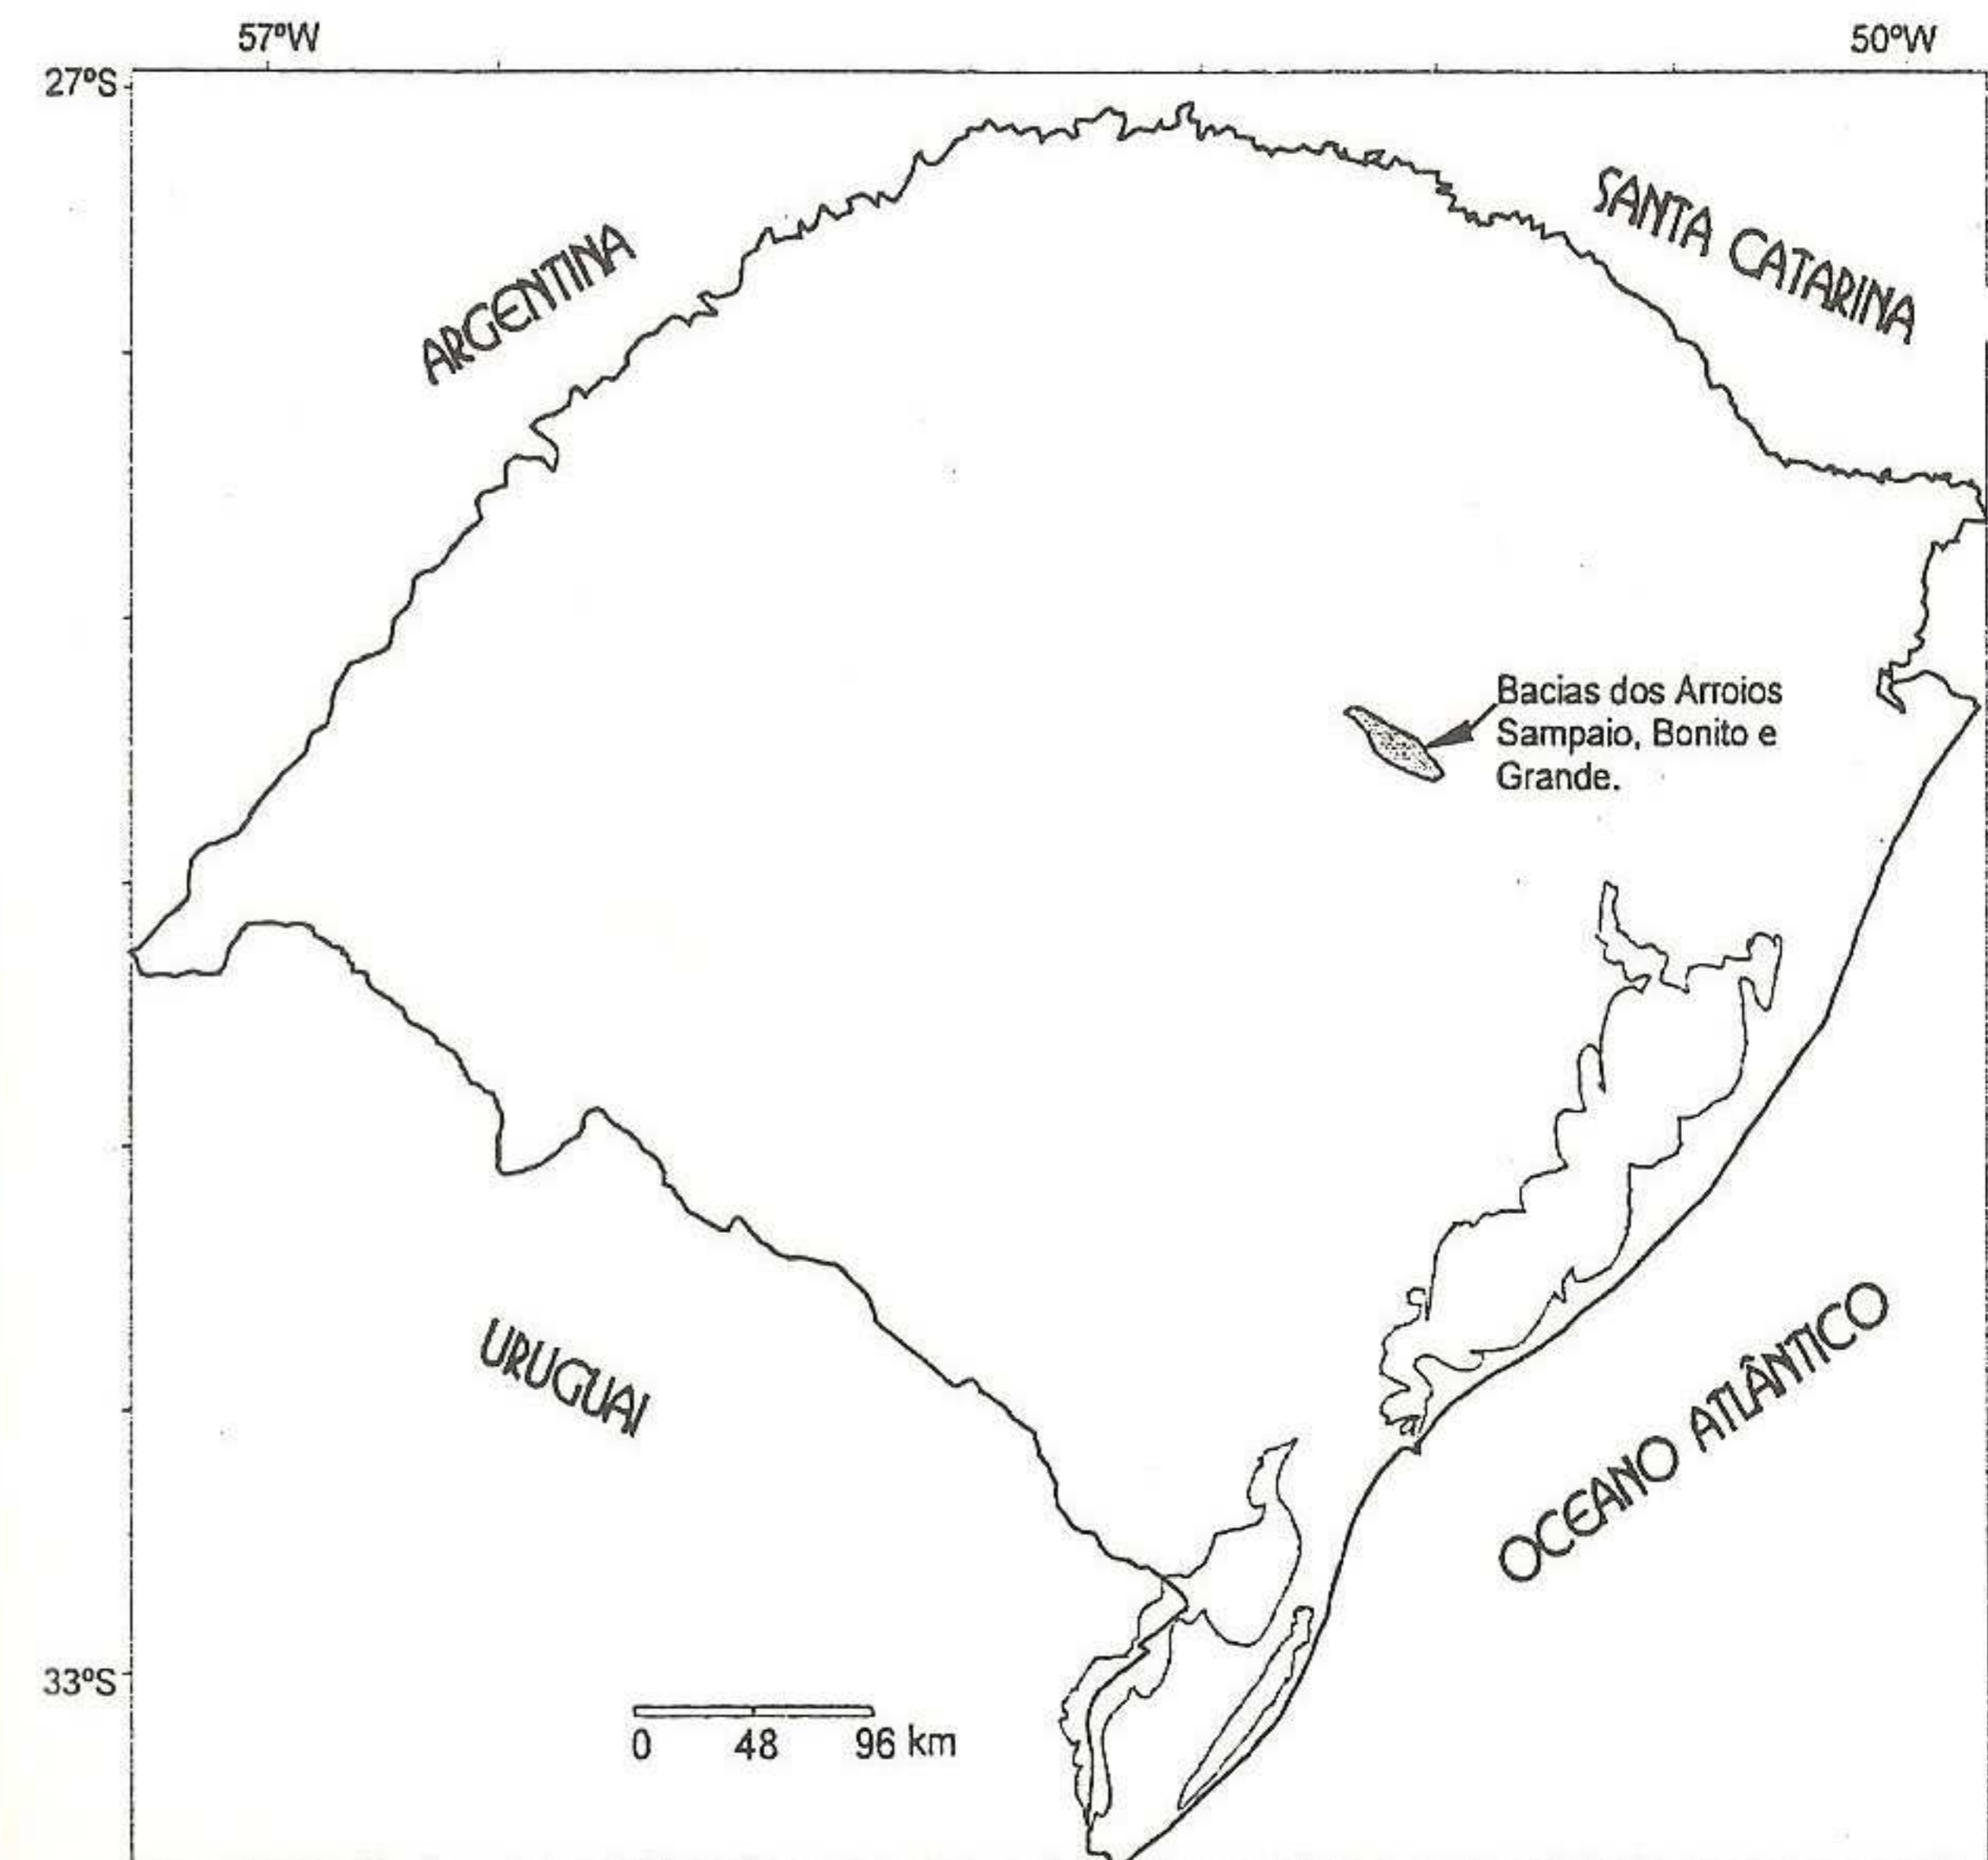 57ºW
50ºW
27ºS
SANTA CATARINA
ARGENTINA
Bacias dos Arroios
Sampaio, Bonito e
Grande.
URUGUAI
OCEANO ATLÂNTICO
33ºS
0 48 96 km